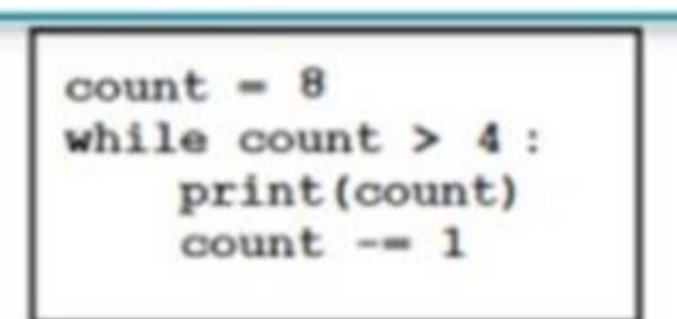 count = 8
while count > 4 :
    print(count)
    count -= 1